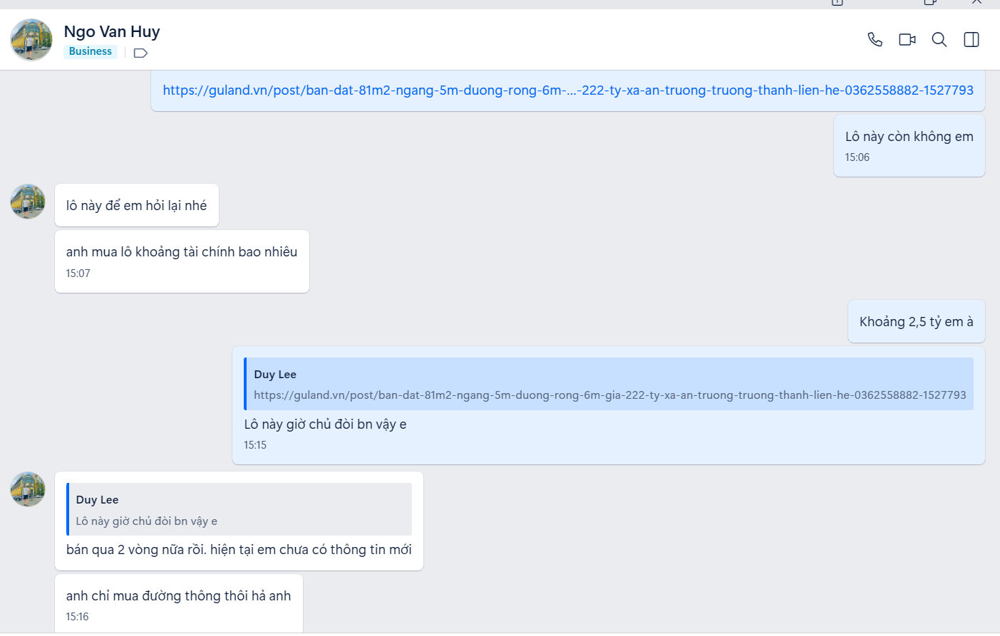 Ngo Van Huy
Business
https://guland.vn/post/ban-dat-81m2-ngang-5m-duong-rong-6m-...-222-ty-xa-an-truong-truong-thanh-lien-he-0362558882-1527793
Lô này còn không em
15:06
lô này để em hỏi lại nhé
anh mua lô khoảng tài chính bao nhiêu
15:07
Khoảng 2,5 tỷ em à
Duy Lee
https://guland.vn/post/ban-dat-81m2-ngang-5m-duong-rong-6m-gia-222-ty-xa-an-truong-truong-thanh-lien-he-0362558882-1527793
Lô này giờ chủ đòi bn vậy e
15:15
Duy Lee
Lô này giờ chủ đòi bn vậy e
bán qua 2 vòng nữa rồi. hiện tại em chưa có thông tin mới
anh chỉ mua đường thông thôi hả anh
15:16